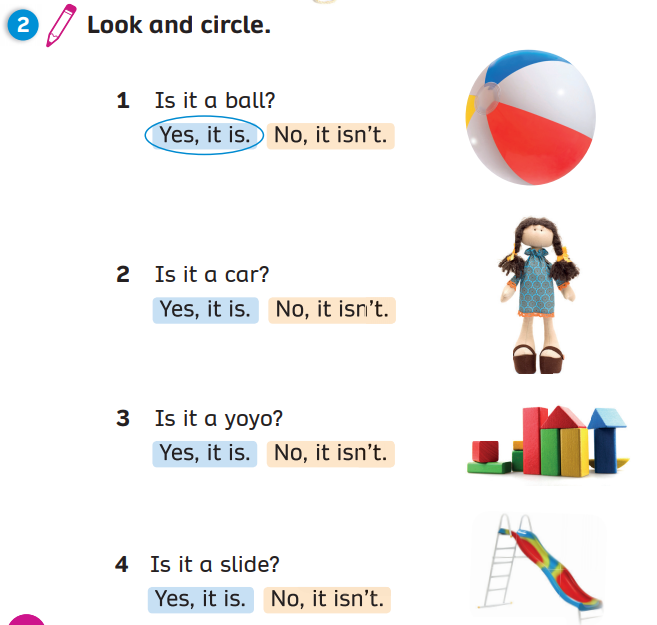 2 Look and circle.
1 Is it a ball?
Yes, it is. No, it isn't.
2 Is it a car?
Yes, it is. No, it isn't.
3 Is it a yoyo?
Yes, it is. No, it isn't.
4 Is it a slide?
Yes, it is. No, it isn't.